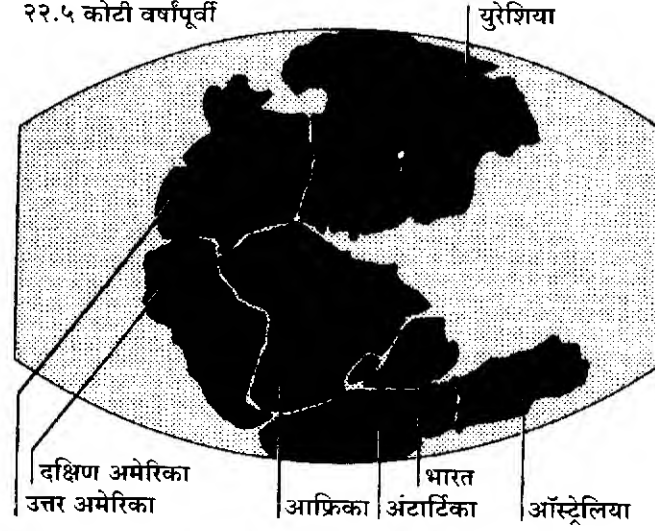 २२.५ कोटी वर्षांपूर्वी
युरेशिया
दक्षिण अमेरिका
उत्तर अमेरिका
आफ्रिका
अंटार्टिका
भारत
ऑस्ट्रेलिया